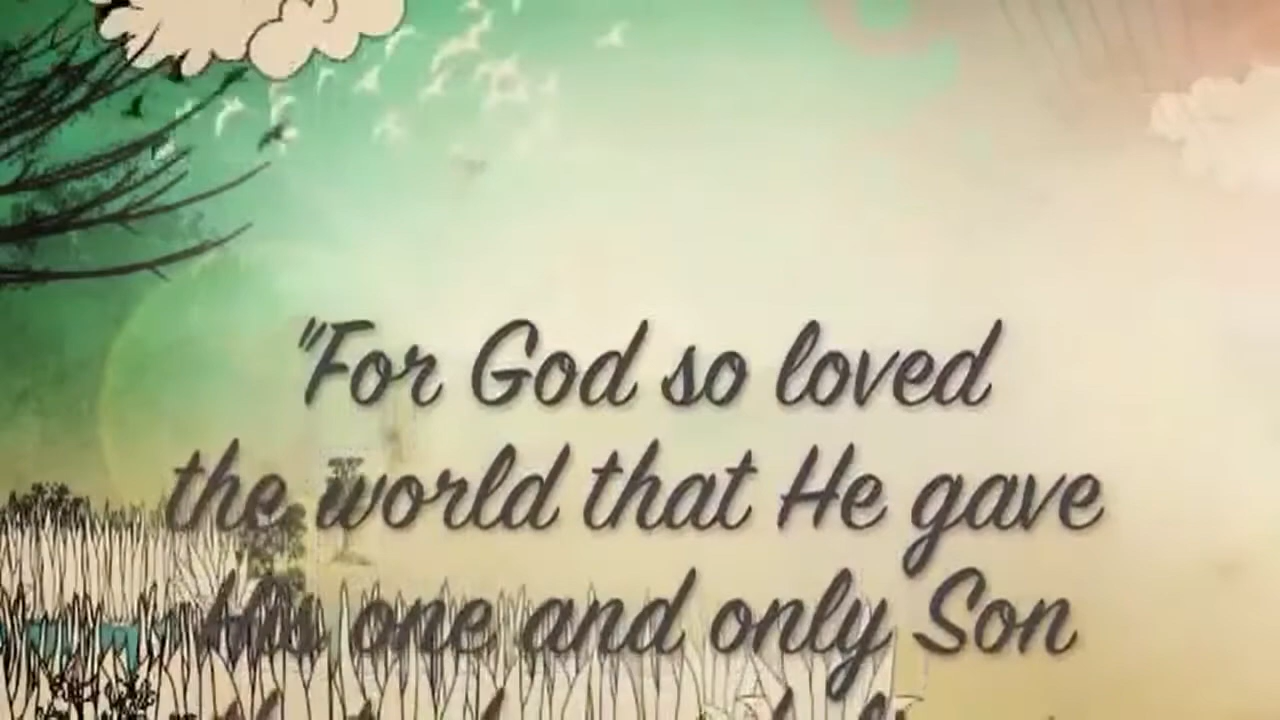 "For God so loved
the world that He gave
His one and only Son